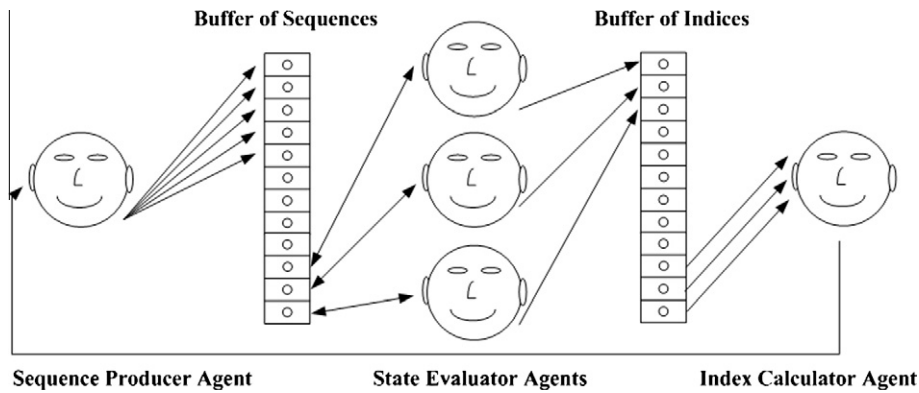 Buffer of Sequences
Buffer of Indices
Sequence Producer Agent
State Evaluator Agents
Index Calculator Agent